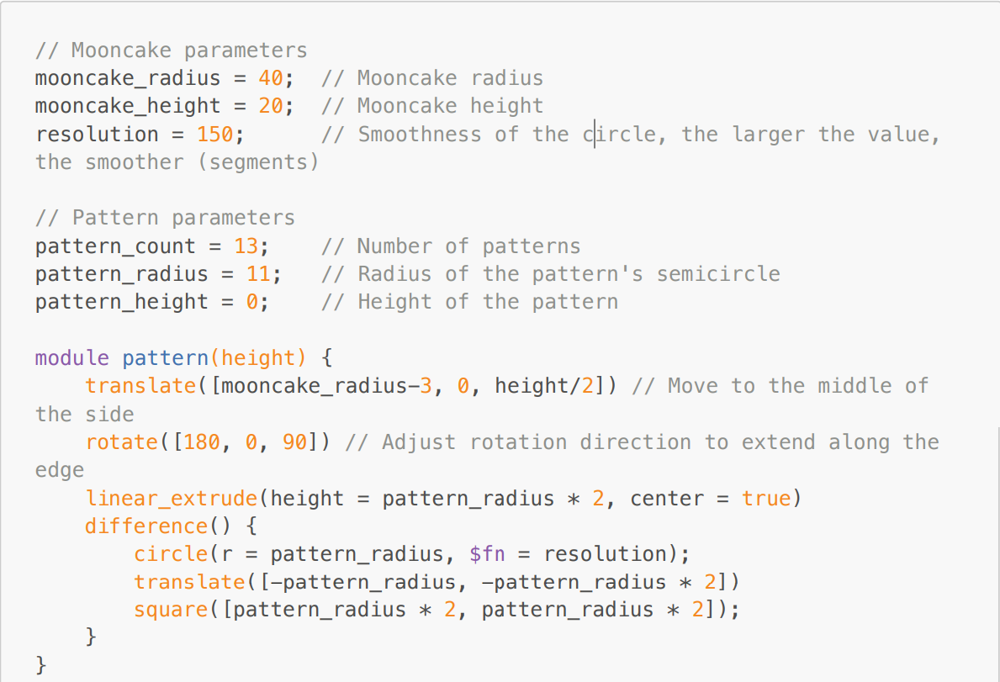 // Mooncake parameters
mooncake_radius = 40;  // Mooncake radius
mooncake_height = 20;  // Mooncake height
resolution = 150;      // Smoothness of the circle, the larger the value,
the smoother (segments)

// Pattern parameters
pattern_count = 13;    // Number of patterns
pattern_radius = 11;   // Radius of the pattern's semicircle
pattern_height = 0;    // Height of the pattern

module pattern(height) {
    translate([mooncake_radius-3, 0, height/2]) // Move to the middle of
the side
    rotate([180, 0, 90]) // Adjust rotation direction to extend along the
edge
    linear_extrude(height = pattern_radius * 2, center = true)
    difference() {
        circle(r = pattern_radius, $fn = resolution);
        translate([-pattern_radius, -pattern_radius * 2])
        square([pattern_radius * 2, pattern_radius * 2]);
    }
}